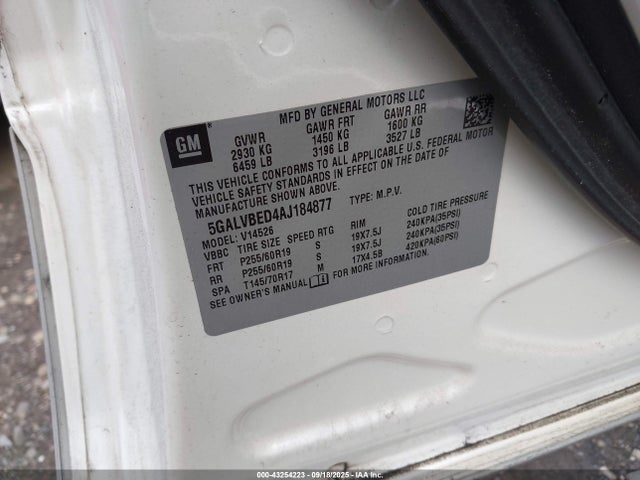 MFD BY GENERAL MOTORS LLC
GM
GVWR GAWR FRT GAWR RR
2930 KG 1450 KG 1600 KG
6459 LB 3196 LB 3527 LB
THIS VEHICLE CONFORMS TO ALL APPLICABLE U.S. FEDERAL MOTOR
VEHICLE SAFETY STANDARDS IN EFFECT ON THE DATE OF
MANUFACTURE SHOWN ABOVE.
5GALVBED4AJ184877 TYPE: M.P.V.
MODEL: V14526
VBBC TIRE SIZE SPEED RTG RIM COLD TIRE PRESSURE
FRT P255/60R19 S 19X7.5J 240KPA(35PSI)
RR P255/60R19 S 19X7.5J 240KPA(35PSI)
SPA T145/70R17 M 17X4.5B 420KPA(60PSI)
SEE OWNER'S MANUAL FOR MORE INFORMATION.
000-43254223 - 09/18/2025 - Copyright IAA, LLC